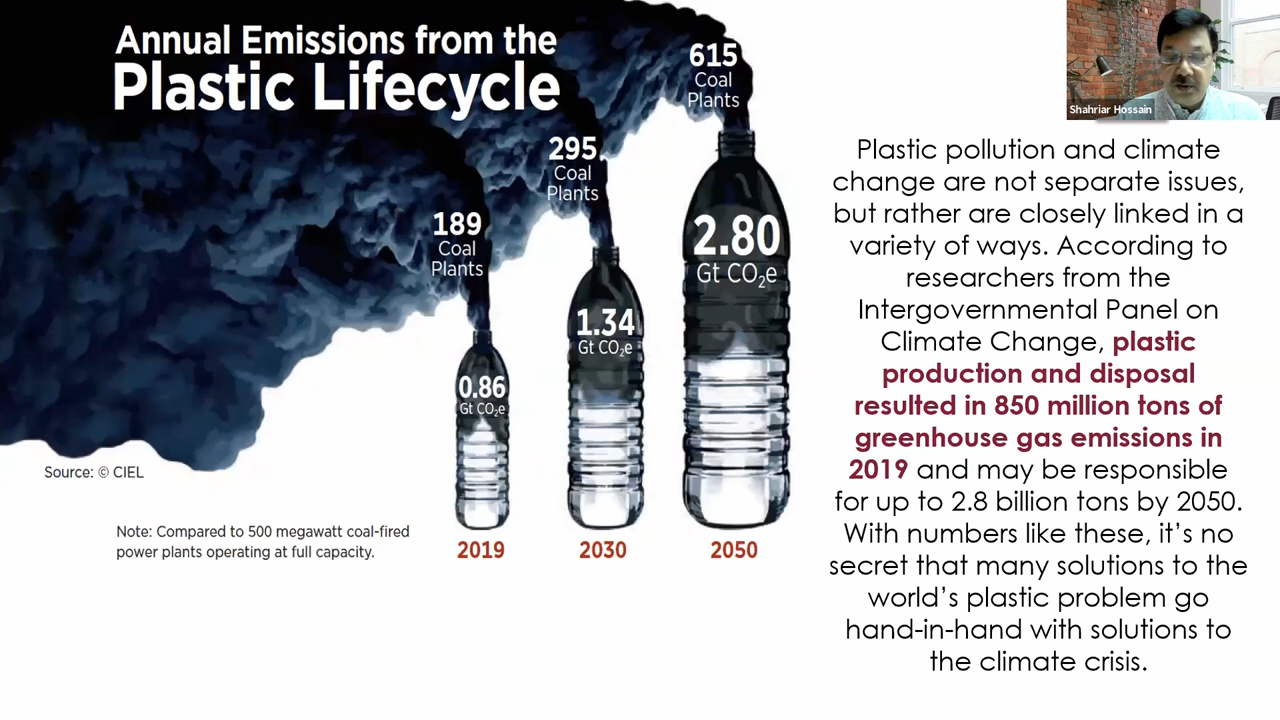 Annual Emissions from the
Plastic Lifecycle
189
Coal
Plants
295
Coal
Plants
615
Coal
Plants
0.86
Gt CO₂e
1.34
Gt CO₂e
2.80
Gt CO₂e
2019
2030
2050
Source: © CIEL
Note: Compared to 500 megawatt coal-fired
power plants operating at full capacity.
Shahriar Hossain
Plastic pollution and climate
change are not separate issues,
but rather are closely linked in a
variety of ways. According to
researchers from the
Intergovernmental Panel on
Climate Change, plastic
production and disposal
resulted in 850 million tons of
greenhouse gas emissions in
2019 and may be responsible
for up to 2.8 billion tons by 2050.
With numbers like these, it’s no
secret that many solutions to the
world’s plastic problem go
hand-in-hand with solutions to
the climate crisis.